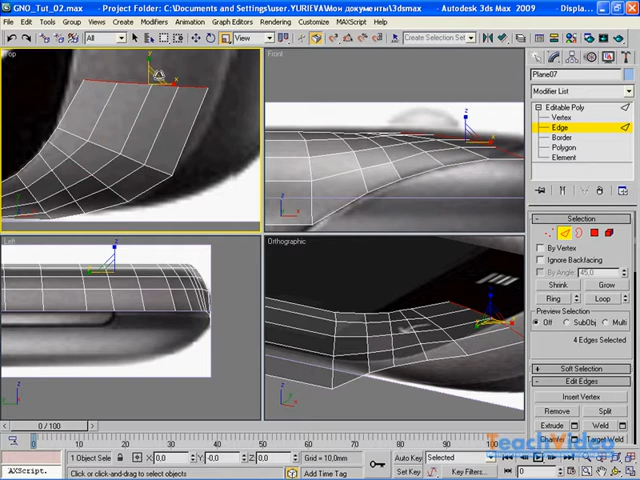 GNO_Tut_02.max - Project Folder: C:\Documents and Settings\user.YURIEVA\Мои документы\3dsmax - Autodesk 3ds Max 2009 - Displa...
File Edit Tools Group Views Create Modifiers Animation Graph Editors Rendering Customize MAXScript Help
All View Create Selection Set
Top
Front
Left
Orthographic
Plane07
Modifier List
Editable Poly
Vertex
Edge
Border
Polygon
Element
Selection
By Vertex
Ignore Backfacing
By Angle: 45,0
Shrink Grow
Ring Loop
Preview Selection
Off SubObj Multi
4 Edges Selected
Soft Selection
Edit Edges
Insert Vertex
Remove Split
Extrude Weld
Chamfer Target Weld
TeachVideo
0 / 100
0 10 20 30 40 50 60 70 80 90 100
1 Object Selec X: 0,0 Y: -0,0 Z: 0,0 Grid = 10,0mm
Auto Key Selected
Set Key Key Filters... 0
AXScript. Click or click-and-drag to select objects Add Time Tag